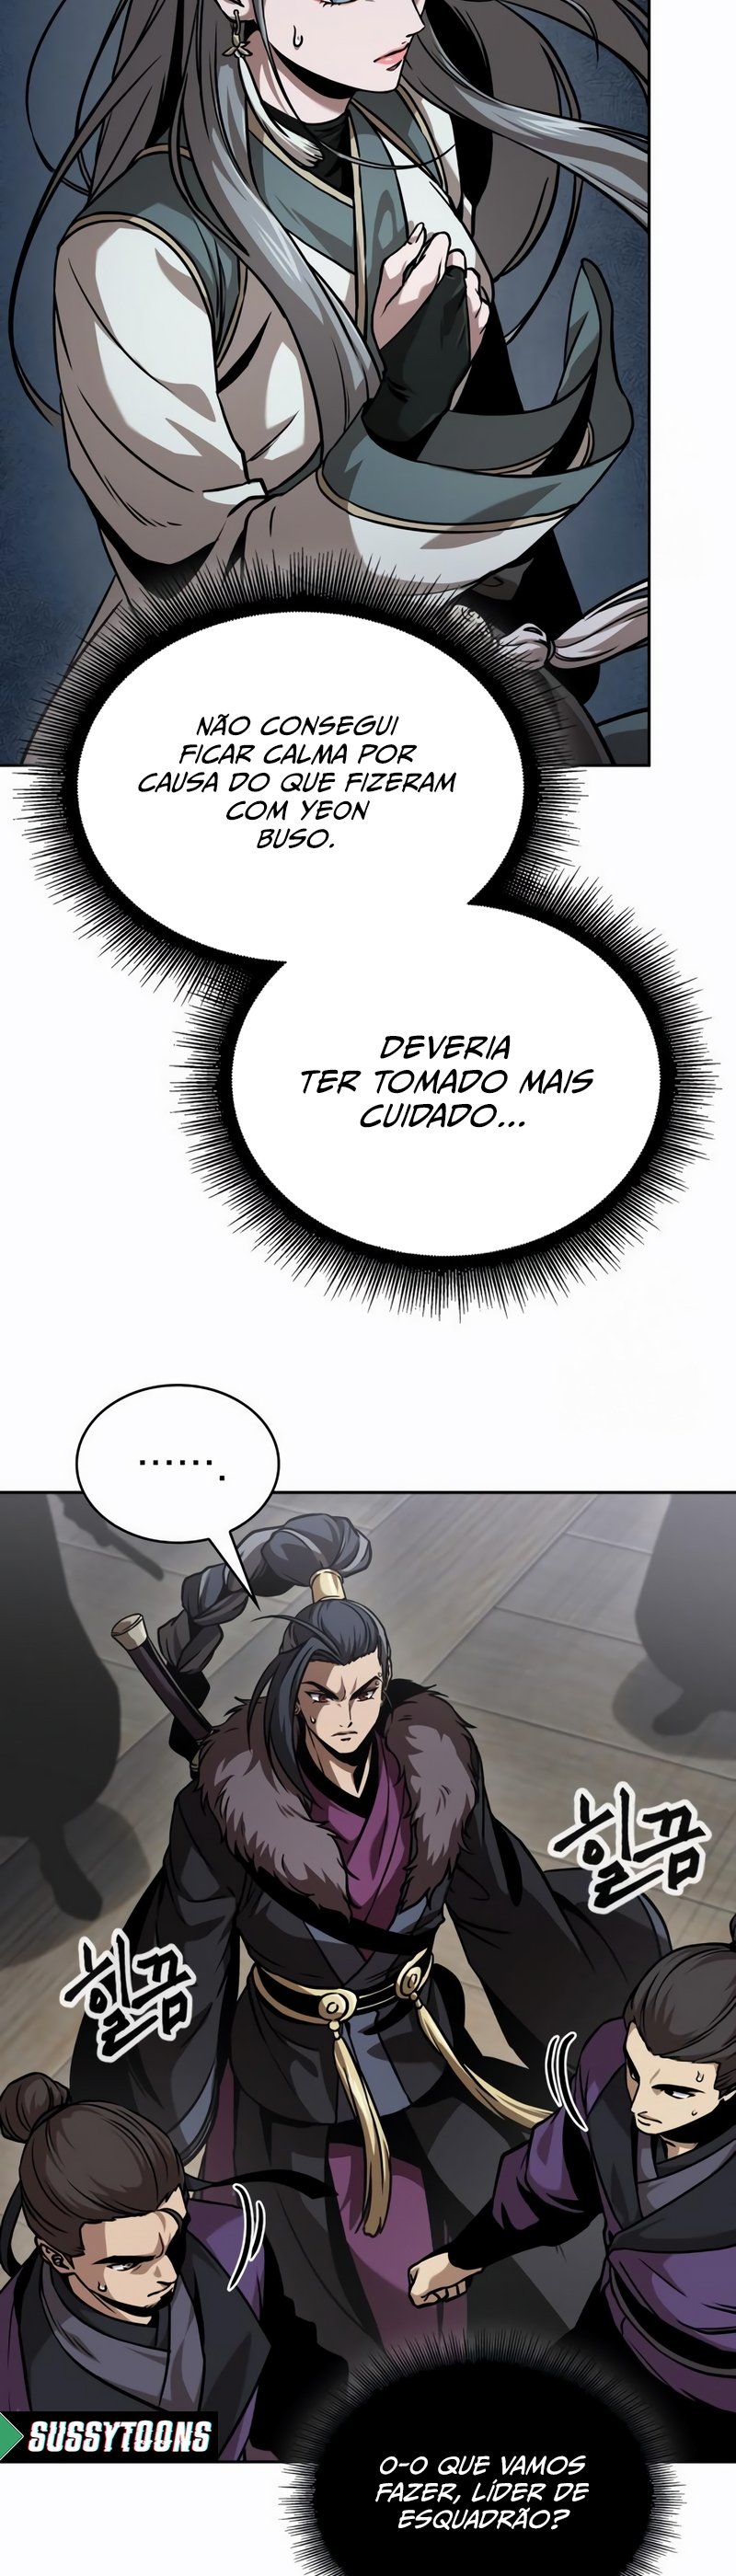 NÃO CONSEGUI
FICAR CALMA POR
CAUSA DO QUE FIZERAM
COM YEON
BUSO.
DEVERIA
TER TOMADO MAIS
CUIDADO...
.......
힐끔
힐끔
SUSSYTOONS
O-O QUE VAMOS
FAZER, LÍDER DE
ESQUADRÃO?